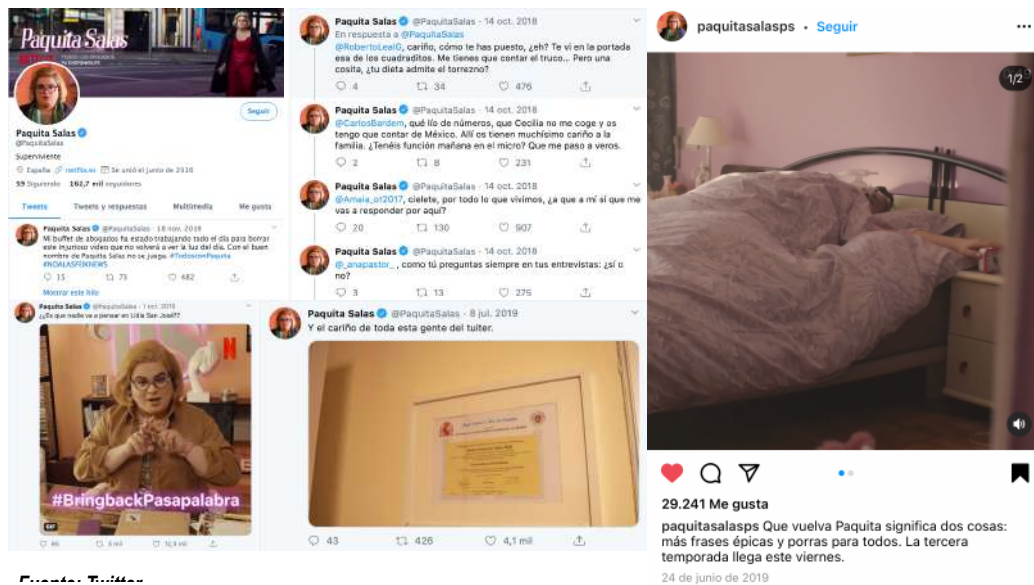 Paquita Salas
Seguir
Paquita Salas
@PaquitaSalas
Superviviente
España netflix.es Se unió el junio de 2016
59 Siguiendo 162,7 mil seguidores
Tweets Tweets y respuestas Multimedia Me gusta
Paquita Salas @PaquitaSalas · 18 nov. 2019
Mi buffet de abogados ha estado trabajando todo el día para borrar
este injurioso video que no volverá a ver la luz del día. Con el buen
nombre de Paquita Salas no se juega. #TodosconPaquita
#NOALASFEIKNEWS
15 73 482
Mostrar este hilo
Paquita Salas @PaquitaSalas · 1 oct. 2019
¿¿Es que nadie va a pensar en Lidia San José??
N
#BringbackPasapalabra
GIF
Paquita Salas @PaquitaSalas · 14 oct. 2018
En respuesta a @PaquitaSalas
@RobertoLealG, cariño, cómo te has puesto, ¿eh? Te vi en la portada
esa de los cuadraditos. Me tienes que contar el truco... Pero una
cosita, ¿tu dieta admite el torrezno?
4 34 476
Paquita Salas @PaquitaSalas · 14 oct. 2018
@CarlosBardem, qué lío de números, que Cecilia no me coge y os
tengo que contar de México. Allí os tienen muchísimo cariño a la
familia. ¿Tenéis función mañana en el micro? Que me paso a veros.
2 8 231
Paquita Salas @PaquitaSalas · 14 oct. 2018
@Amaia_ot2017, cielete, por todo lo que vivimos, ¿a que a mí sí que me
vas a responder por aquí?
20 130 907
Paquita Salas @PaquitaSalas · 14 oct. 2018
@_anapastor_ , como tú preguntas siempre en tus entrevistas: ¿sí o
no?
3 13 275
Paquita Salas @PaquitaSalas · 8 jul. 2019
Y el cariño de toda esta gente del tuiter.
43 426 4,1 mil
paquitasalasps • Seguir
1/2
29.241 Me gusta
paquitasalasps Que vuelva Paquita significa dos cosas:
más frases épicas y porras para todos. La tercera
temporada llega este viernes.
24 de junio de 2019
Fuente: Twitter